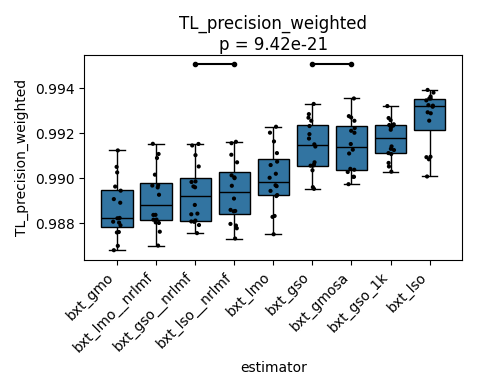 TL_precision_weighted
p = 9.42e-21
TL_precision_weighted
0.994
0.992
0.990
0.988
bxt_gmo
bxt_lmo__nrlmf
bxt_gso__nrlmf
bxt_lso__nrlmf
bxt_lmo
bxt_gso
bxt_gmosa
bxt_gso_1k
bxt_lso
estimator